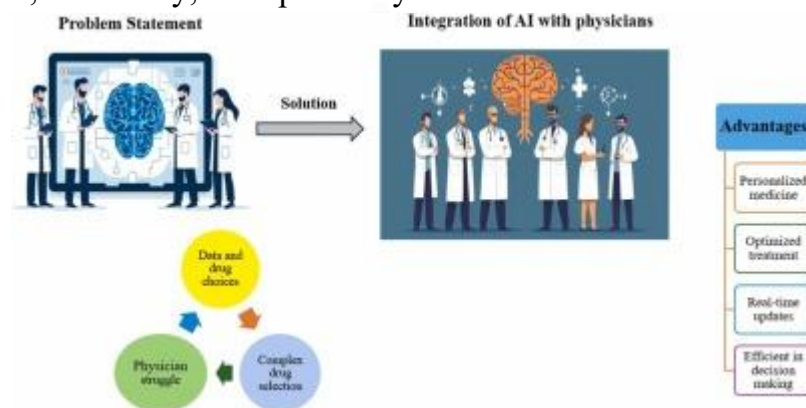 Problem Statement
Integration of AI with physicians
Solution
Advantages
Personalized
medicine
Optimized
treatment
Real-time
updates
Efficient in
decision
making
Data and
drug
choices
Physician
struggle
Complex
drug
selection